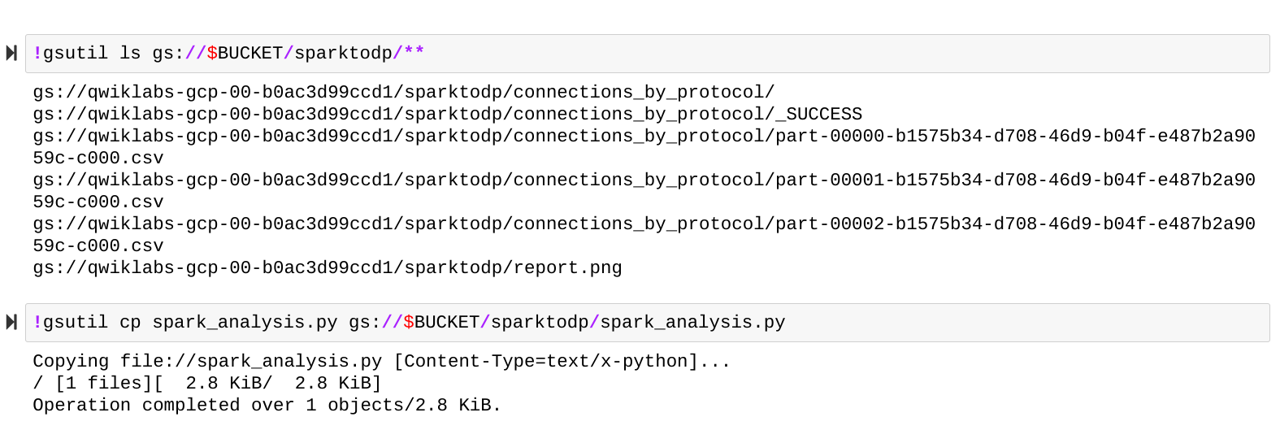 !gsutil ls gs://$BUCKET/sparktodp/**
gs://qwiklabs-gcp-00-b0ac3d99ccd1/sparktodp/connections_by_protocol/
gs://qwiklabs-gcp-00-b0ac3d99ccd1/sparktodp/connections_by_protocol/_SUCCESS
gs://qwiklabs-gcp-00-b0ac3d99ccd1/sparktodp/connections_by_protocol/part-00000-b1575b34-d708-46d9-b04f-e487b2a90
59c-c000.csv
gs://qwiklabs-gcp-00-b0ac3d99ccd1/sparktodp/connections_by_protocol/part-00001-b1575b34-d708-46d9-b04f-e487b2a90
59c-c000.csv
gs://qwiklabs-gcp-00-b0ac3d99ccd1/sparktodp/connections_by_protocol/part-00002-b1575b34-d708-46d9-b04f-e487b2a90
59c-c000.csv
gs://qwiklabs-gcp-00-b0ac3d99ccd1/sparktodp/report.png
!gsutil cp spark_analysis.py gs://$BUCKET/sparktodp/spark_analysis.py
Copying file://spark_analysis.py [Content-Type=text/x-python]...
/ [1 files][  2.8 KiB/  2.8 KiB]
Operation completed over 1 objects/2.8 KiB.